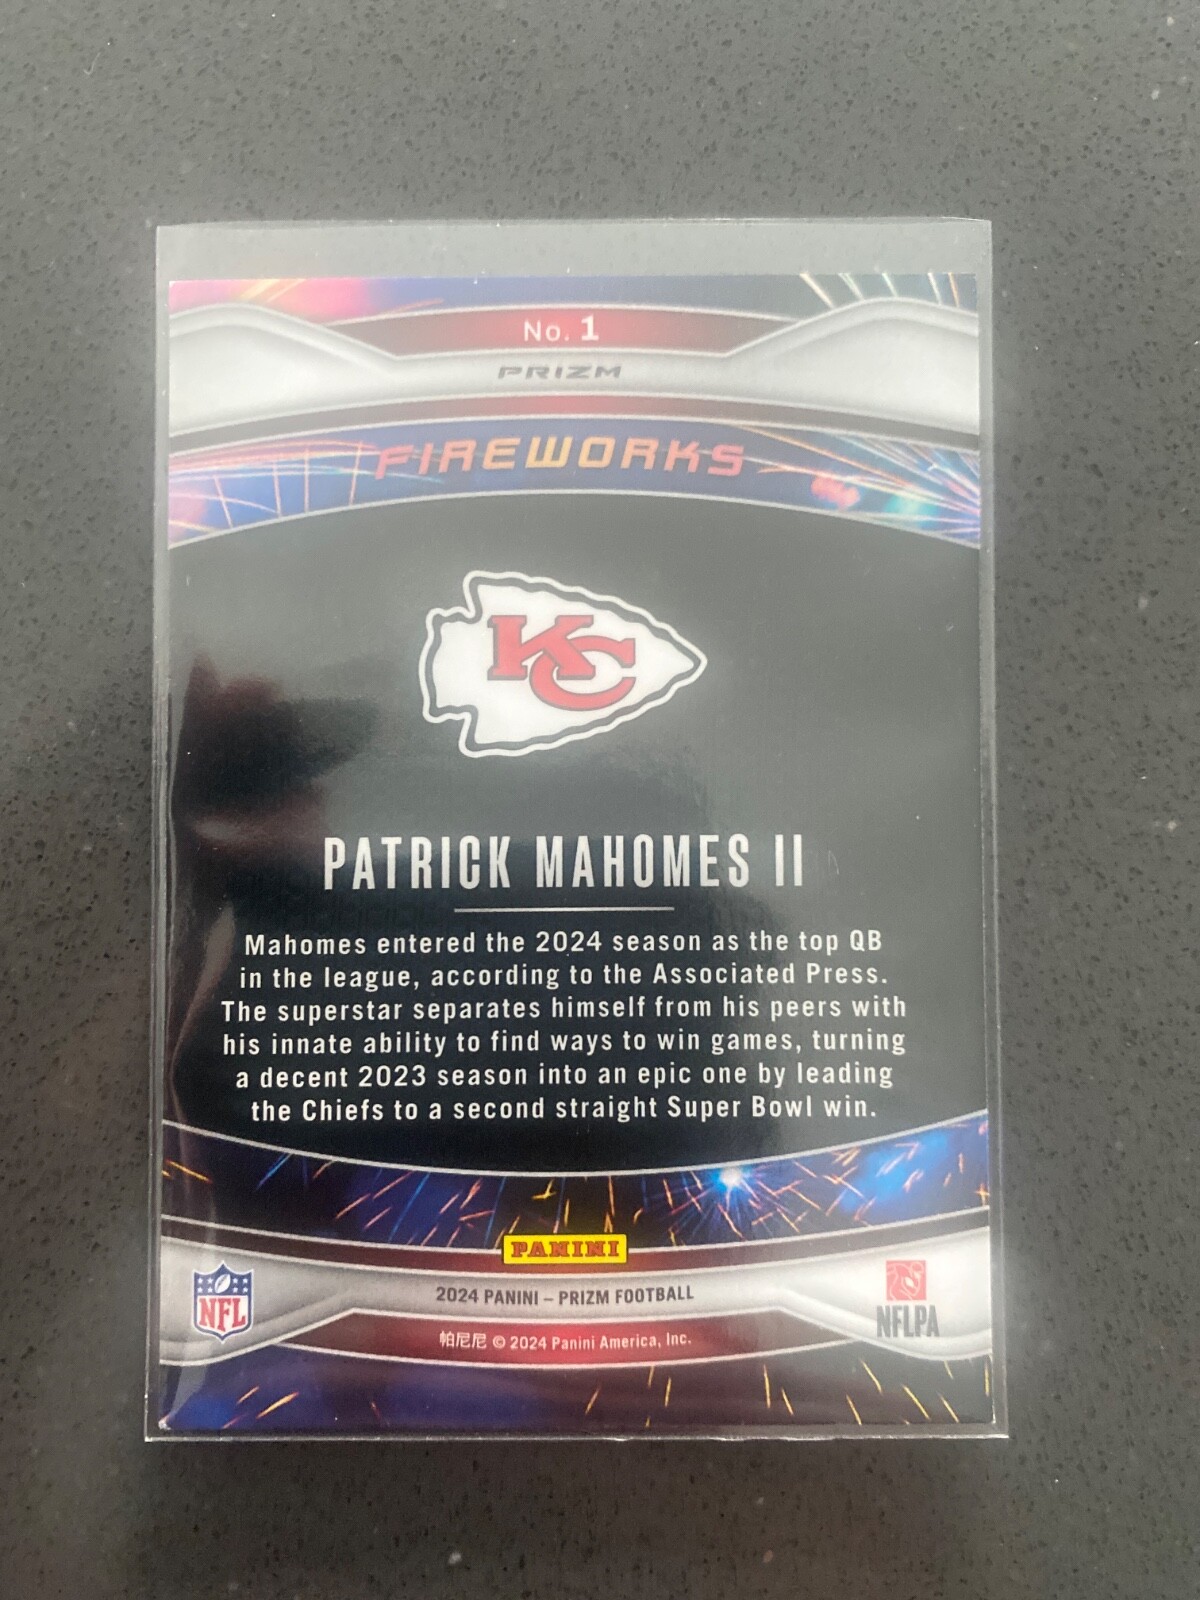 No. 1
PRIZM
FIREWORKS
KC
PATRICK MAHOMES II
Mahomes entered the 2024 season as the top QB
in the league, according to the Associated Press.
The superstar separates himself from his peers with
his innate ability to find ways to win games, turning
a decent 2023 season into an epic one by leading
the Chiefs to a second straight Super Bowl win.
PANINI
2024 PANINI – PRIZM FOOTBALL
NFL
NFLPA
帕尼尼 © 2024 Panini America, Inc.